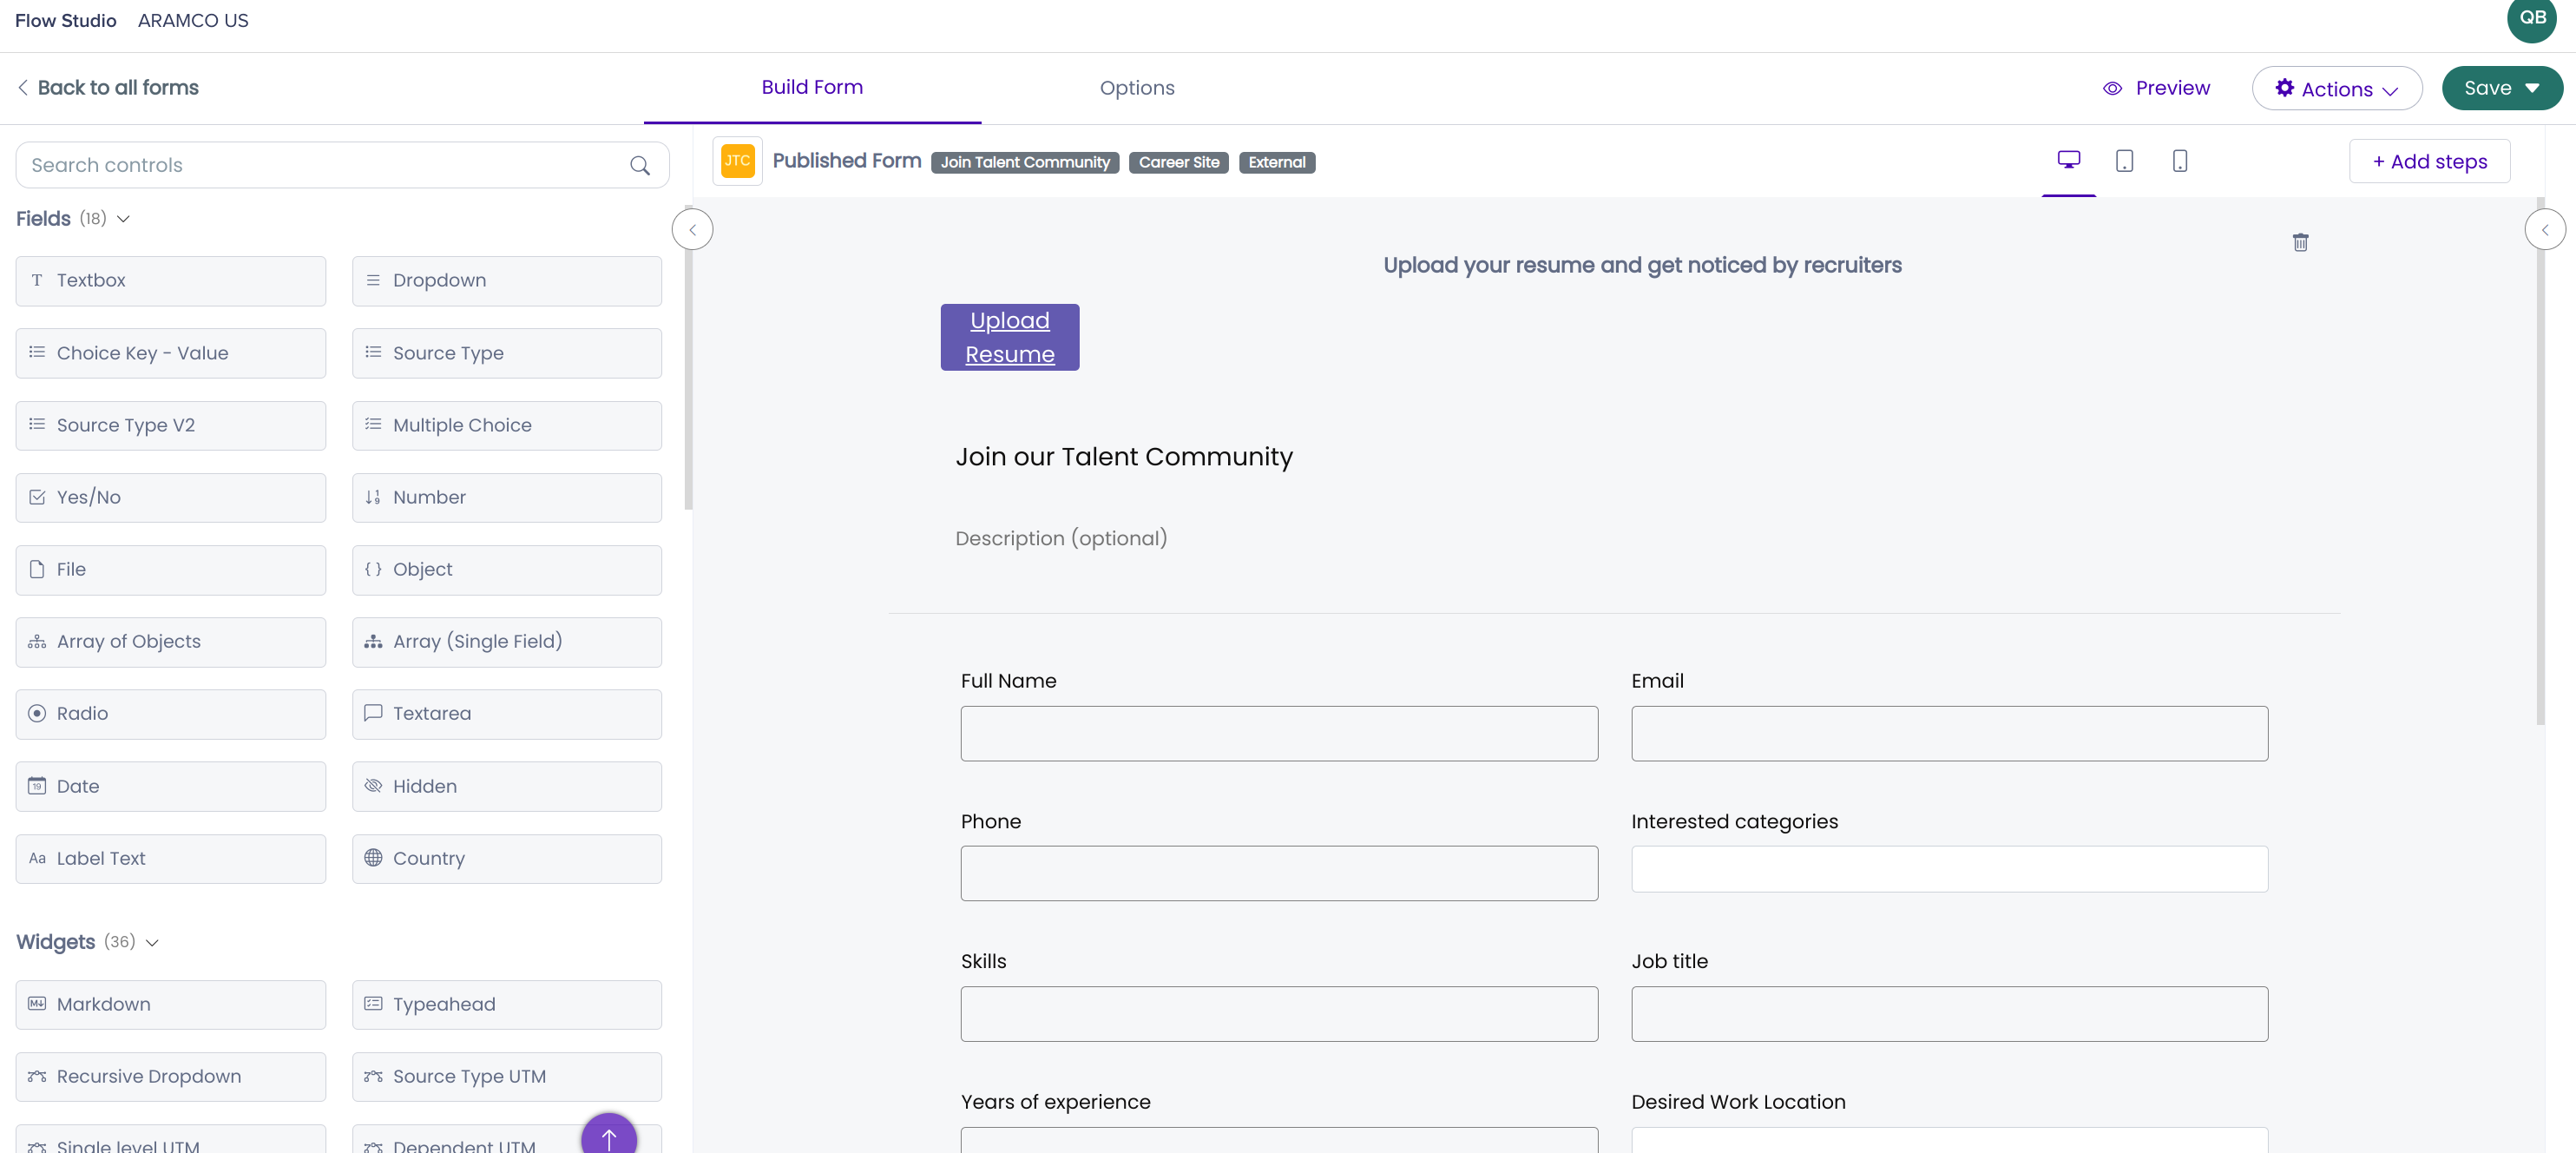 Flow Studio ARAMCO US
QB
Back to all forms
Build Form
Options
Preview
Actions
Save
Search controls
Fields (18)
Textbox
Dropdown
Choice Key - Value
Source Type
Source Type V2
Multiple Choice
Yes/No
Number
File
Object
Array of Objects
Array (Single Field)
Radio
Textarea
Date
Hidden
Label Text
Country
Widgets (36)
Markdown
Typeahead
Recursive Dropdown
Source Type UTM
Single level UTM
Dependent UTM
JTC Published Form Join Talent Community Career Site External
+ Add steps
Upload your resume and get noticed by recruiters
Upload
Resume
Join our Talent Community
Description (optional)
Full Name
Email
Phone
Interested categories
Skills
Job title
Years of experience
Desired Work Location